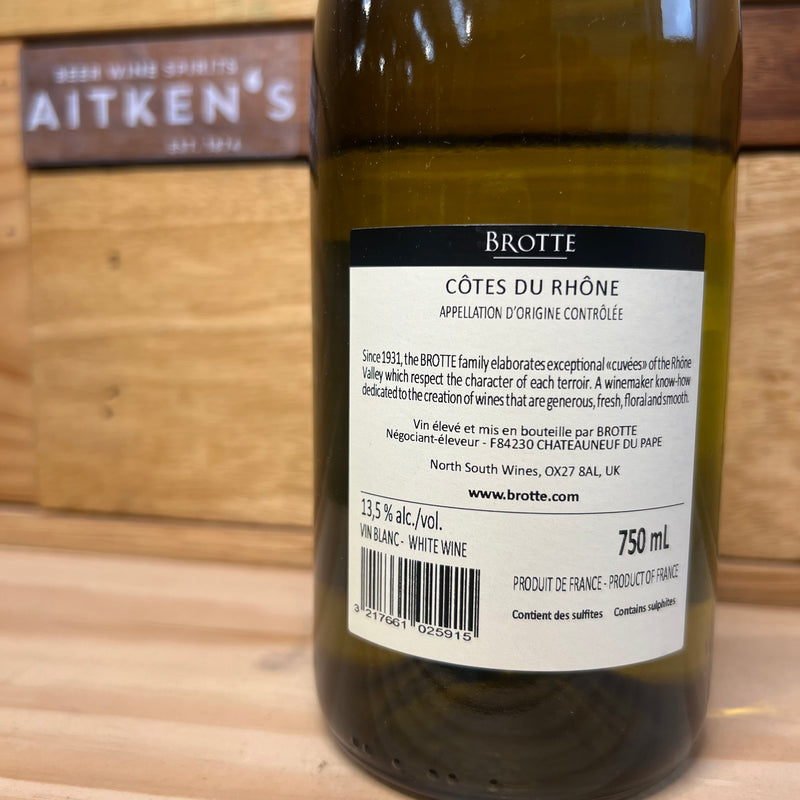 BEER WINE SPIRITS
AITKEN'S
EST. 1874
BROTTE
CÔTES DU RHÔNE
APPELLATION D'ORIGINE CONTRÔLÉE
Since 1931, the BROTTE family elaborates exceptional «cuvées» of the Rhône
Valley which respect the character of each terroir. A winemaker know-how
dedicated to the creation of wines that are generous, fresh, floral and smooth.
Vin élevé et mis en bouteille par BROTTE
Négociant-éleveur - F84230 CHATEAUNEUF DU PAPE
North South Wines, OX27 8AL, UK
www.brotte.com
13,5 % alc./vol.
VIN BLANC - WHITE WINE
750 mL
PRODUIT DE FRANCE - PRODUCT OF FRANCE
Contient des sulfites Contains sulphites
3 217661 025915